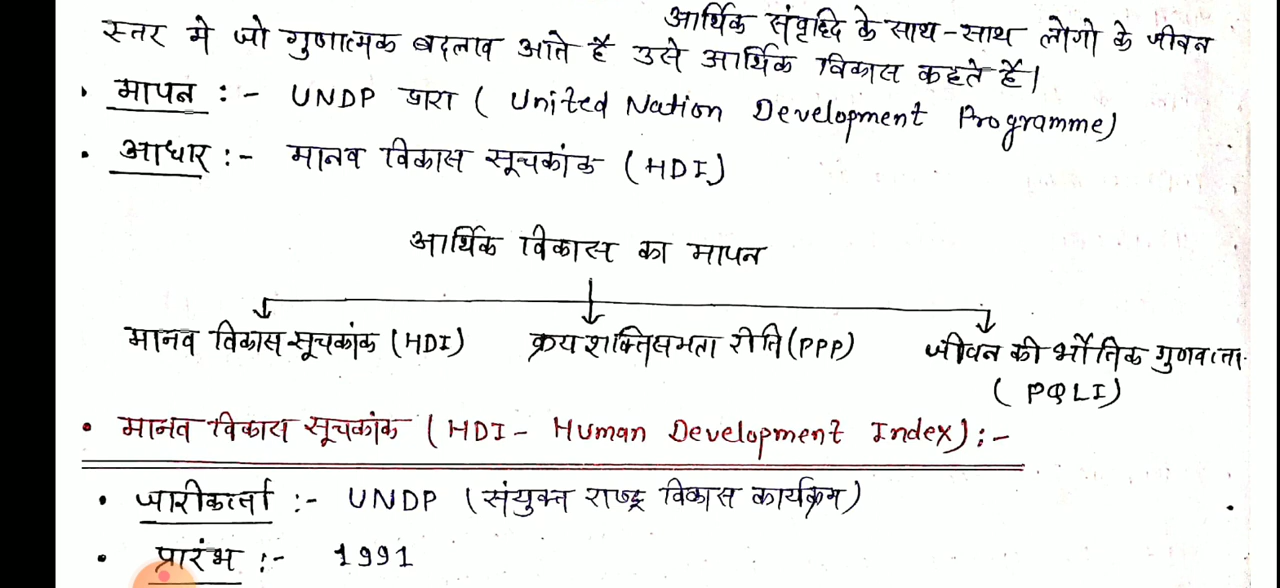 आर्थिक संवृद्धि के साथ-साथ लोगो के जीवन
स्तर मे जो गुणात्मक बदलाव आते है उसे आर्थिक विकास कहते हैं।
• मापन :- UNDP द्वारा ( United Nation Development Programme)
• आधार :- मानव विकास सूचकांक (HDI)
आर्थिक विकास का मापन
मानव विकास सूचकांक (HDI) क्रयशक्तिसमता रीति (PPP) जीवन की भौतिक गुणवत्ता
( PQLI)
• मानव विकास सूचकांक (HDI - Human Development Index) :-
• जारीकर्ता :- UNDP (संयुक्त राष्ट्र विकास कार्यक्रम)
• प्रारंभ :- 1991